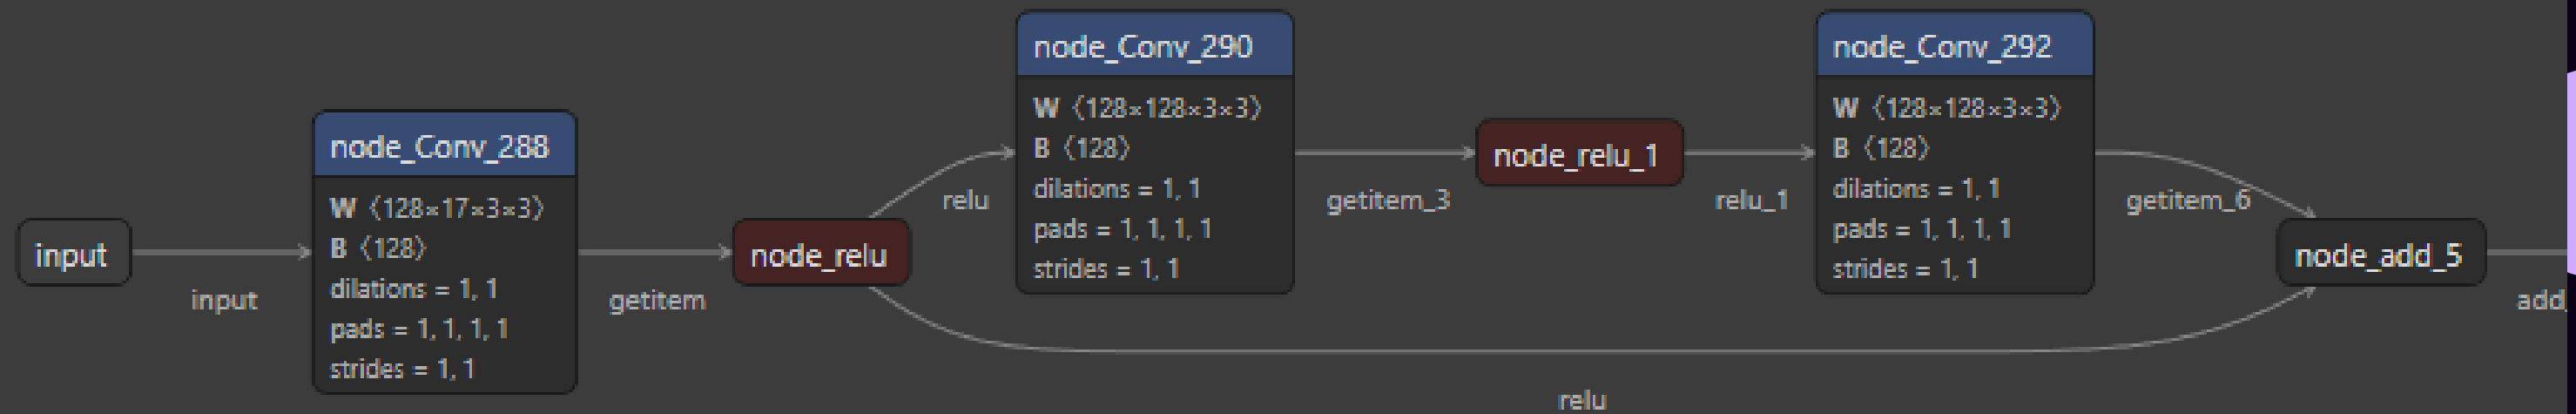 input
input
node_Conv_288
W ⟨128×17×3×3⟩
B ⟨128⟩
dilations = 1, 1
pads = 1, 1, 1, 1
strides = 1, 1
getitem
node_relu
relu
node_Conv_290
W ⟨128×128×3×3⟩
B ⟨128⟩
dilations = 1, 1
pads = 1, 1, 1, 1
strides = 1, 1
getitem_3
node_relu_1
relu_1
node_Conv_292
W ⟨128×128×3×3⟩
B ⟨128⟩
dilations = 1, 1
pads = 1, 1, 1, 1
strides = 1, 1
getitem_6
relu
node_add_5
add_